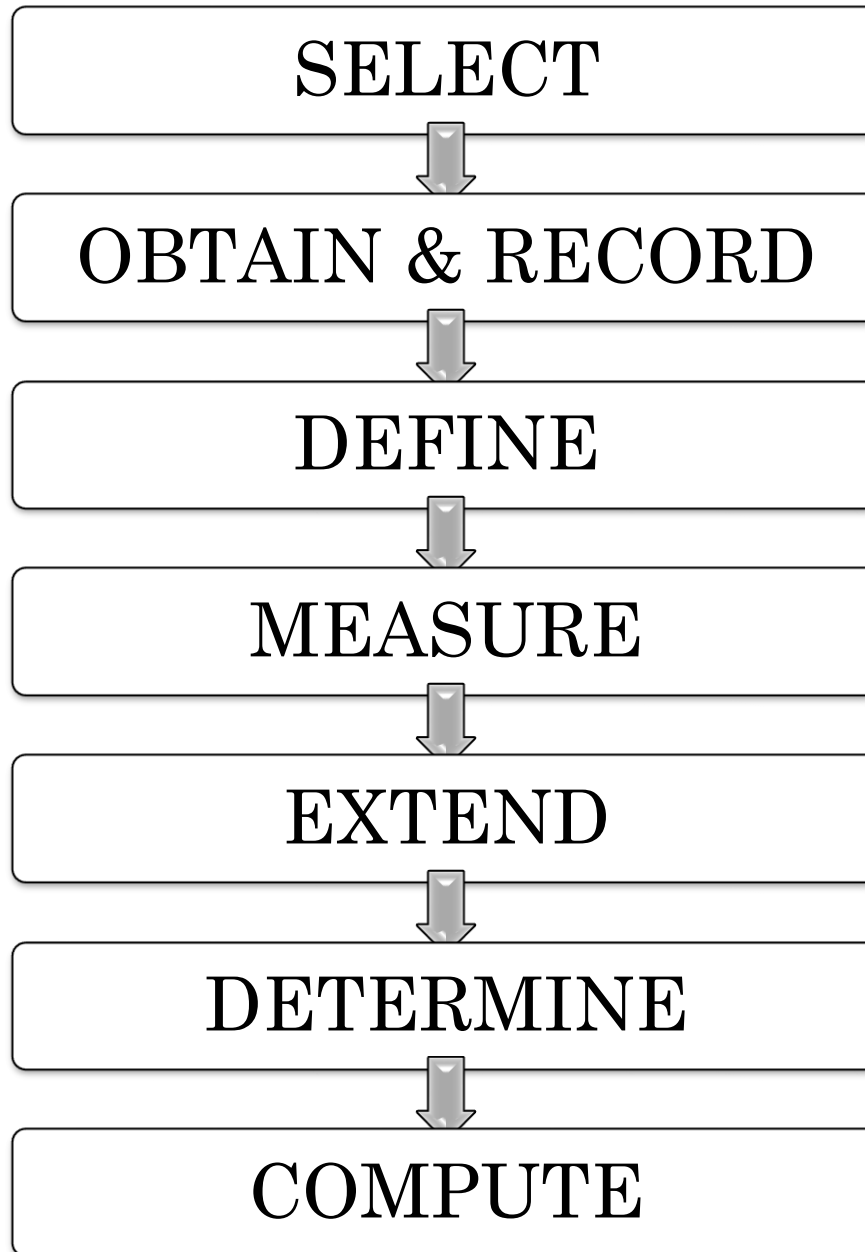 SELECT
OBTAIN & RECORD
DEFINE
MEASURE
EXTEND
DETERMINE
COMPUTE